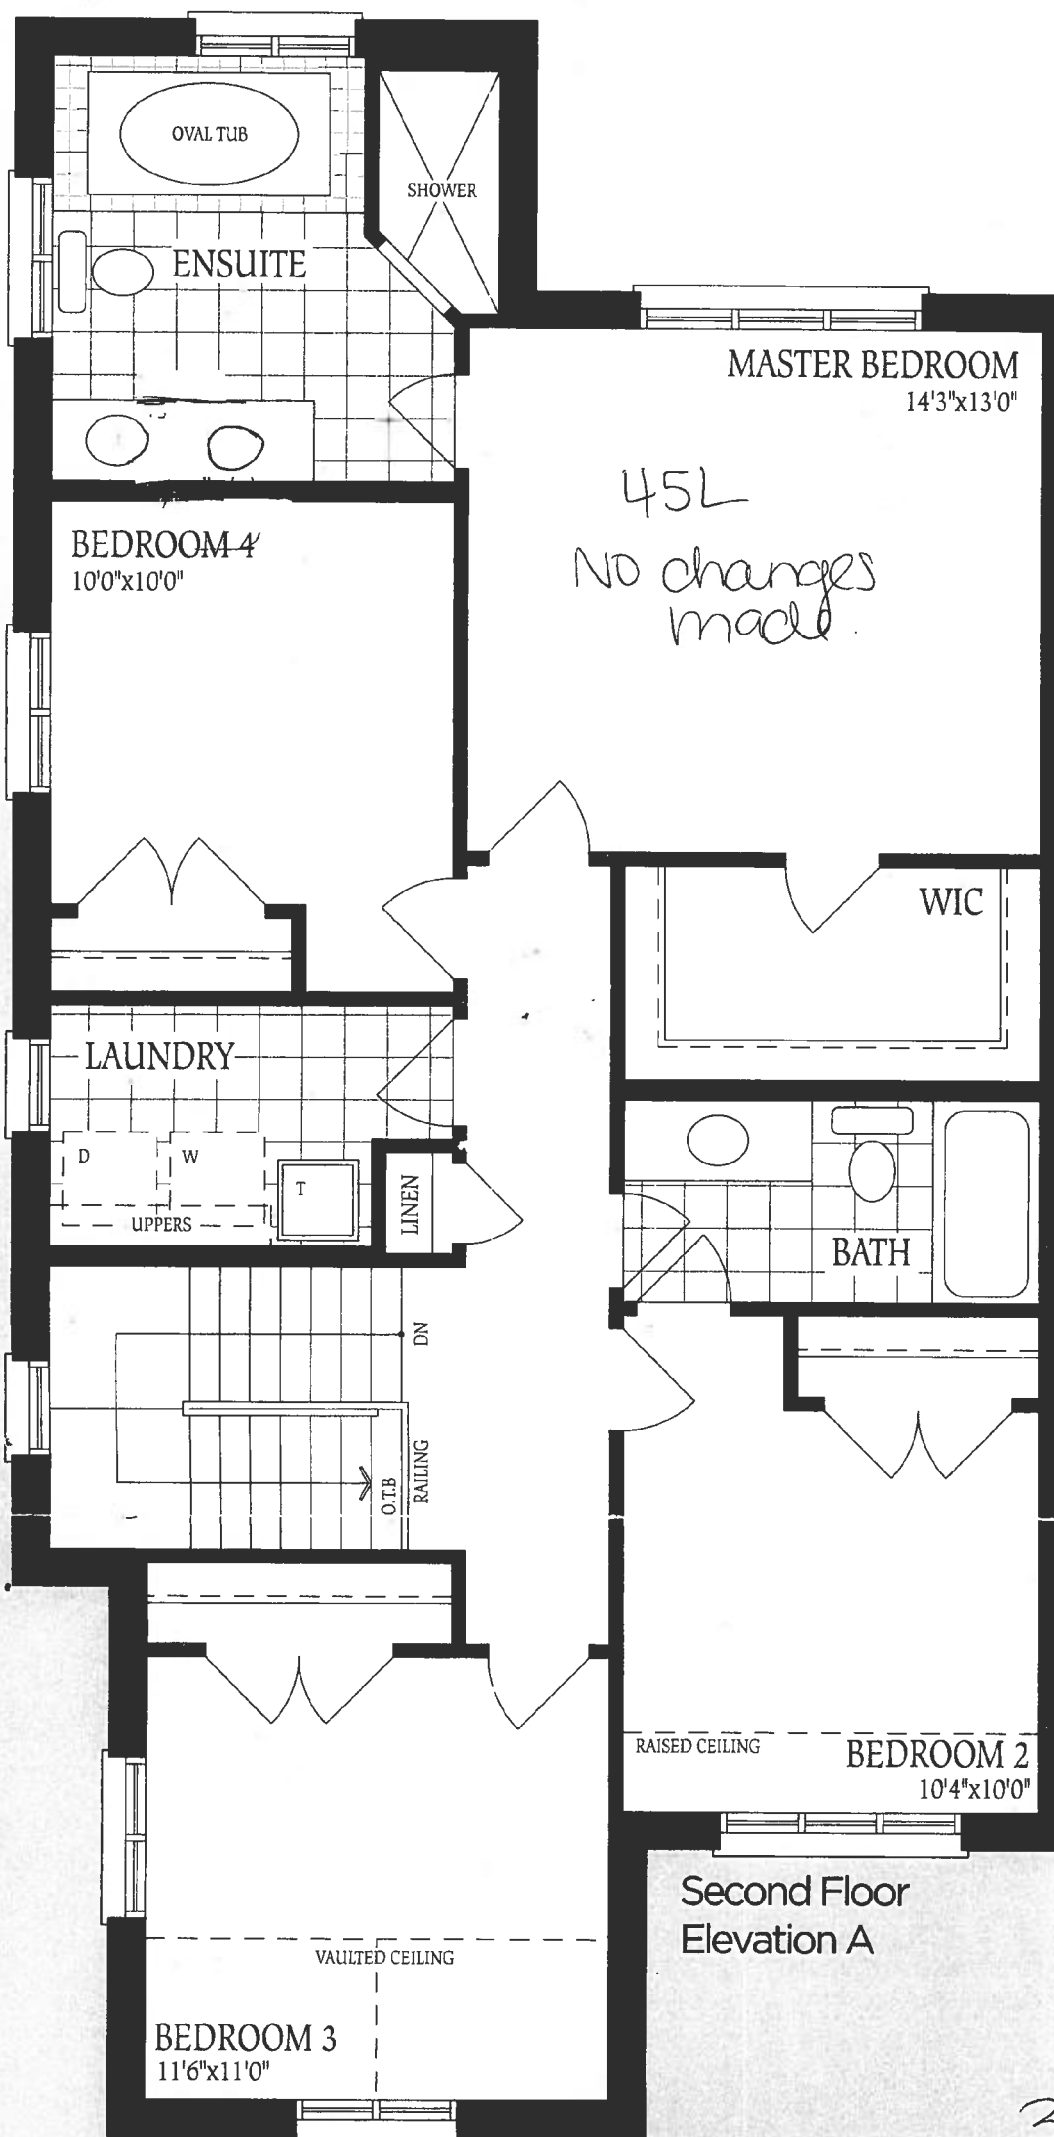 OVAL TUB
SHOWER
ENSUITE
MASTER BEDROOM
14'3"x13'0"
45L
NO changes
made.
BEDROOM 4
10'0"x10'0"
WIC
LAUNDRY
D
W
T
UPPERS
LINEN
BATH
DN
RAILING
O.T.B
RAISED CEILING
BEDROOM 2
10'4"x10'0"
Second Floor
Elevation A
VAULTED CEILING
BEDROOM 3
11'6"x11'0"